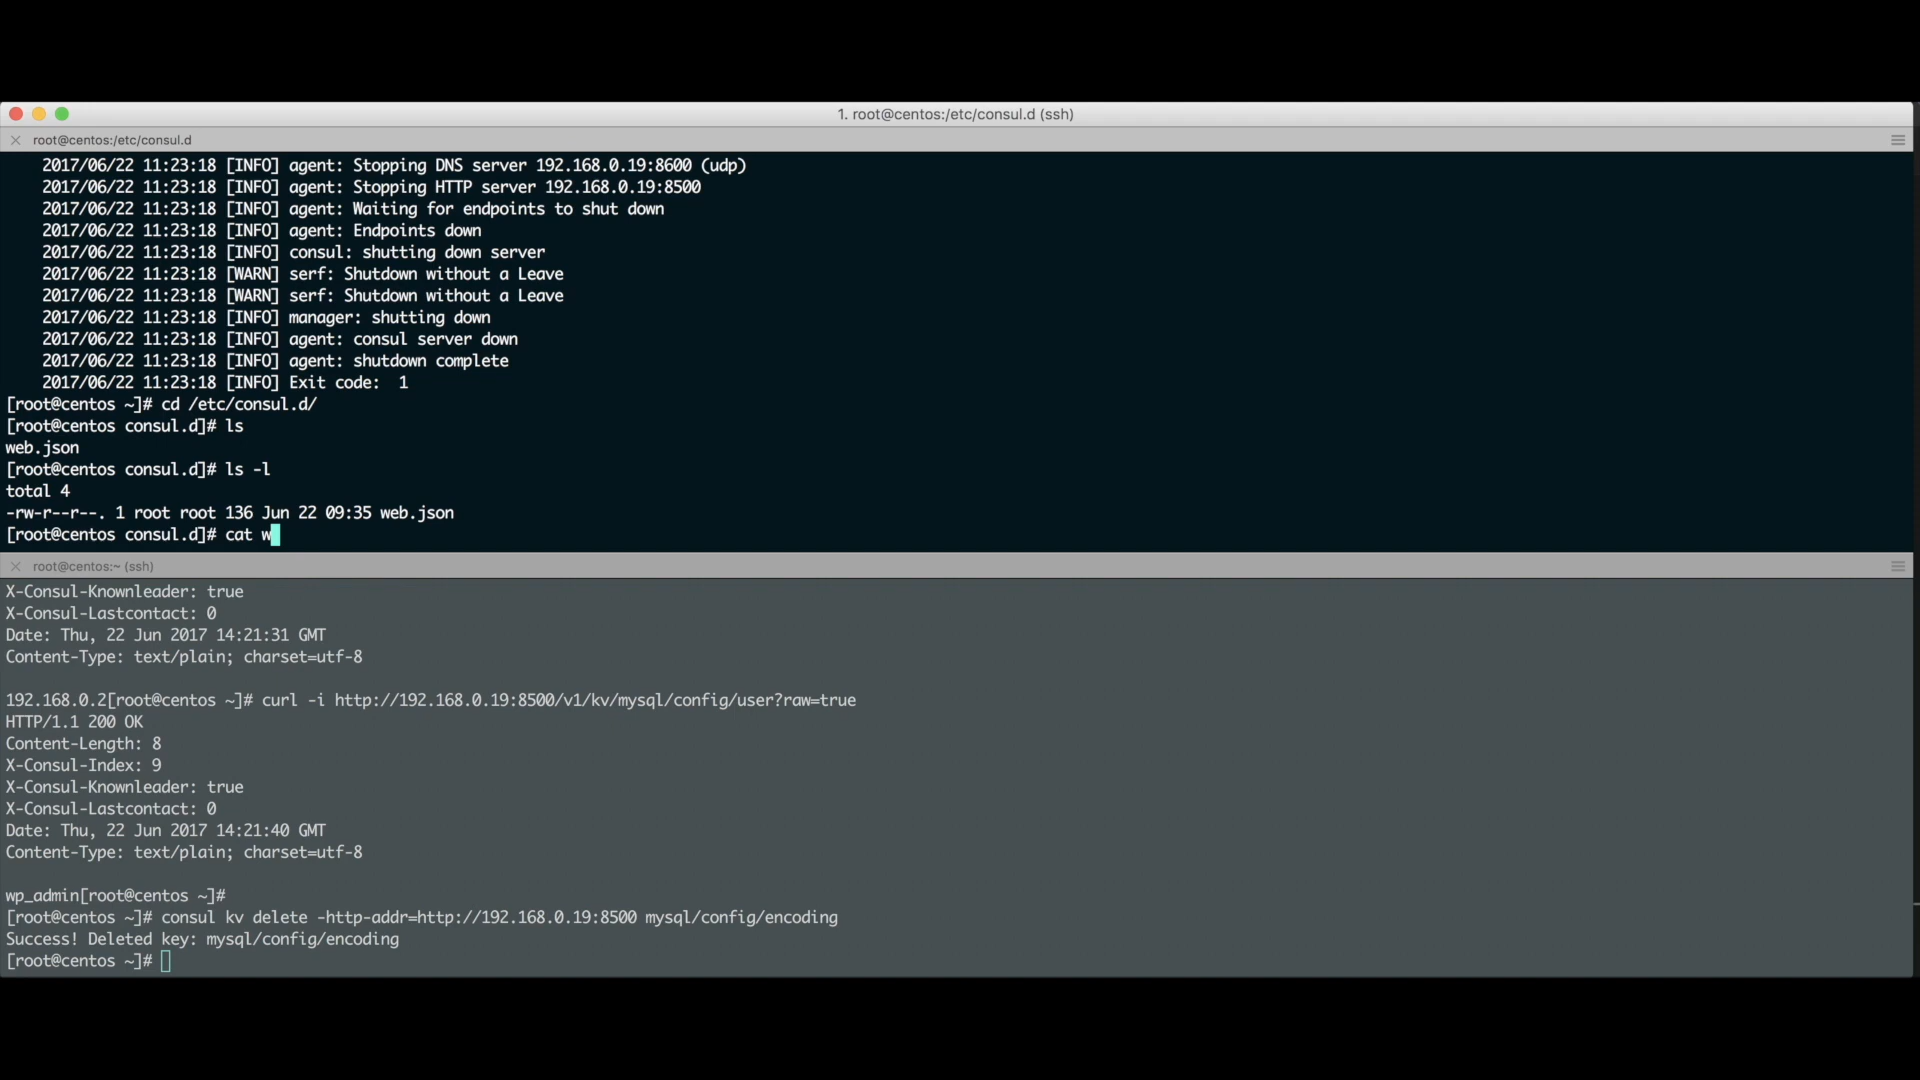 1. root@centos:/etc/consul.d (ssh)
root@centos:/etc/consul.d
2017/06/22 11:23:18 [INFO] agent: Stopping DNS server 192.168.0.19:8600 (udp)
2017/06/22 11:23:18 [INFO] agent: Stopping HTTP server 192.168.0.19:8500
2017/06/22 11:23:18 [INFO] agent: Waiting for endpoints to shut down
2017/06/22 11:23:18 [INFO] agent: Endpoints down
2017/06/22 11:23:18 [INFO] consul: shutting down server
2017/06/22 11:23:18 [WARN] serf: Shutdown without a Leave
2017/06/22 11:23:18 [WARN] serf: Shutdown without a Leave
2017/06/22 11:23:18 [INFO] manager: shutting down
2017/06/22 11:23:18 [INFO] agent: consul server down
2017/06/22 11:23:18 [INFO] agent: shutdown complete
2017/06/22 11:23:18 [INFO] Exit code:  1
[root@centos ~]# cd /etc/consul.d/
[root@centos consul.d]# ls
web.json
[root@centos consul.d]# ls -l
total 4
-rw-r--r--. 1 root root 136 Jun 22 09:35 web.json
[root@centos consul.d]# cat w
root@centos:~ (ssh)
X-Consul-Knownleader: true
X-Consul-Lastcontact: 0
Date: Thu, 22 Jun 2017 14:21:31 GMT
Content-Type: text/plain; charset=utf-8
192.168.0.2[root@centos ~]# curl -i http://192.168.0.19:8500/v1/kv/mysql/config/user?raw=true
HTTP/1.1 200 OK
Content-Length: 8
X-Consul-Index: 9
X-Consul-Knownleader: true
X-Consul-Lastcontact: 0
Date: Thu, 22 Jun 2017 14:21:40 GMT
Content-Type: text/plain; charset=utf-8
wp_admin[root@centos ~]#
[root@centos ~]# consul kv delete -http-addr=http://192.168.0.19:8500 mysql/config/encoding
Success! Deleted key: mysql/config/encoding
[root@centos ~]#